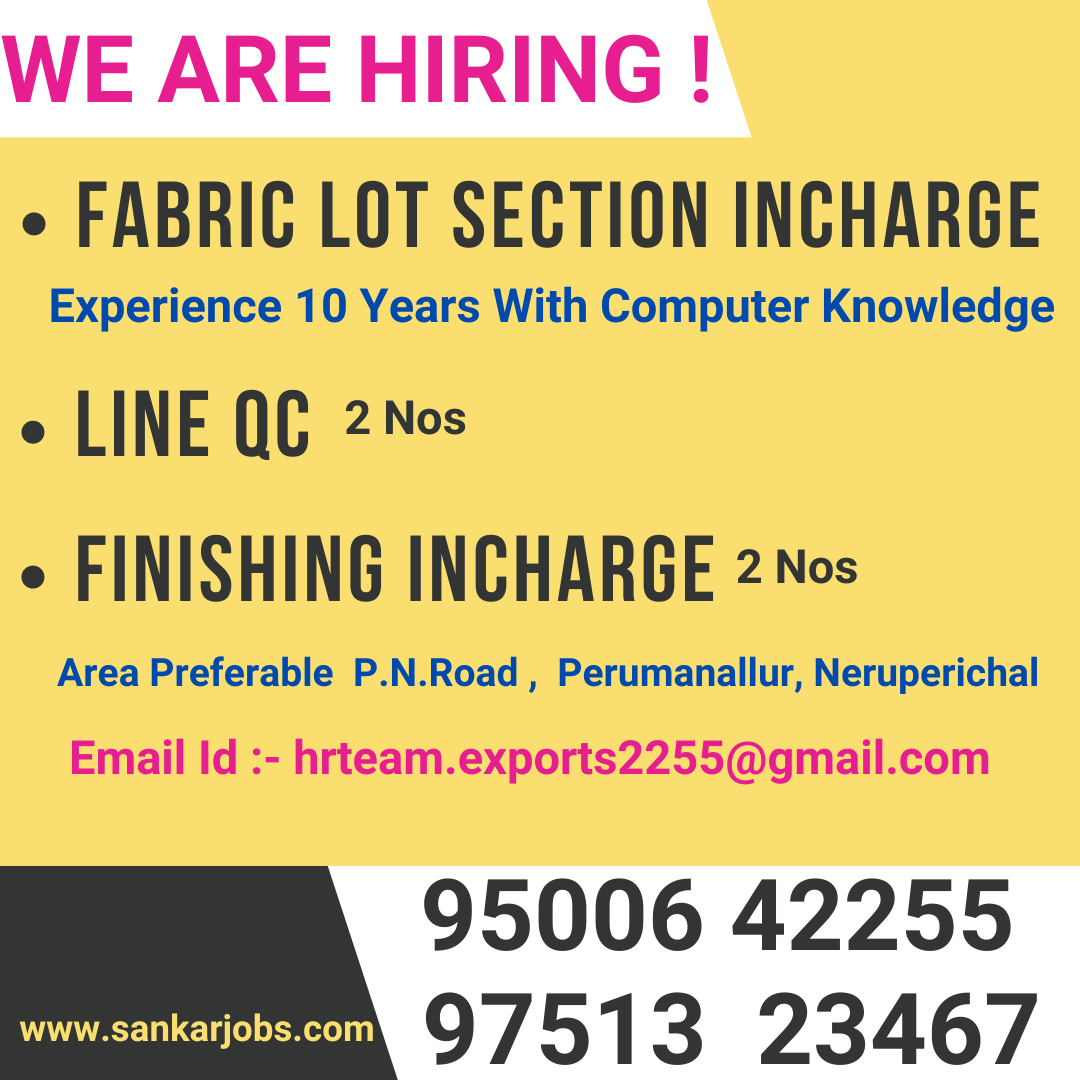 WE ARE HIRING !
• FABRIC LOT SECTION INCHARGE
Experience 10 Years With Computer Knowledge
• LINE QC 2 Nos
• FINISHING INCHARGE 2 Nos
Area Preferable P.N.Road , Perumanallur, Neruperichal
Email Id :- hrteam.exports2255@gmail.com
95006 42255
www.sankarjobs.com 97513 23467